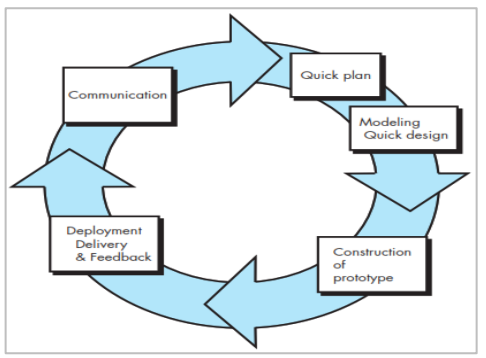 Communication
Quick plan
Modeling
Quick design
Construction
of
prototype
Deployment
Delivery
& Feedback